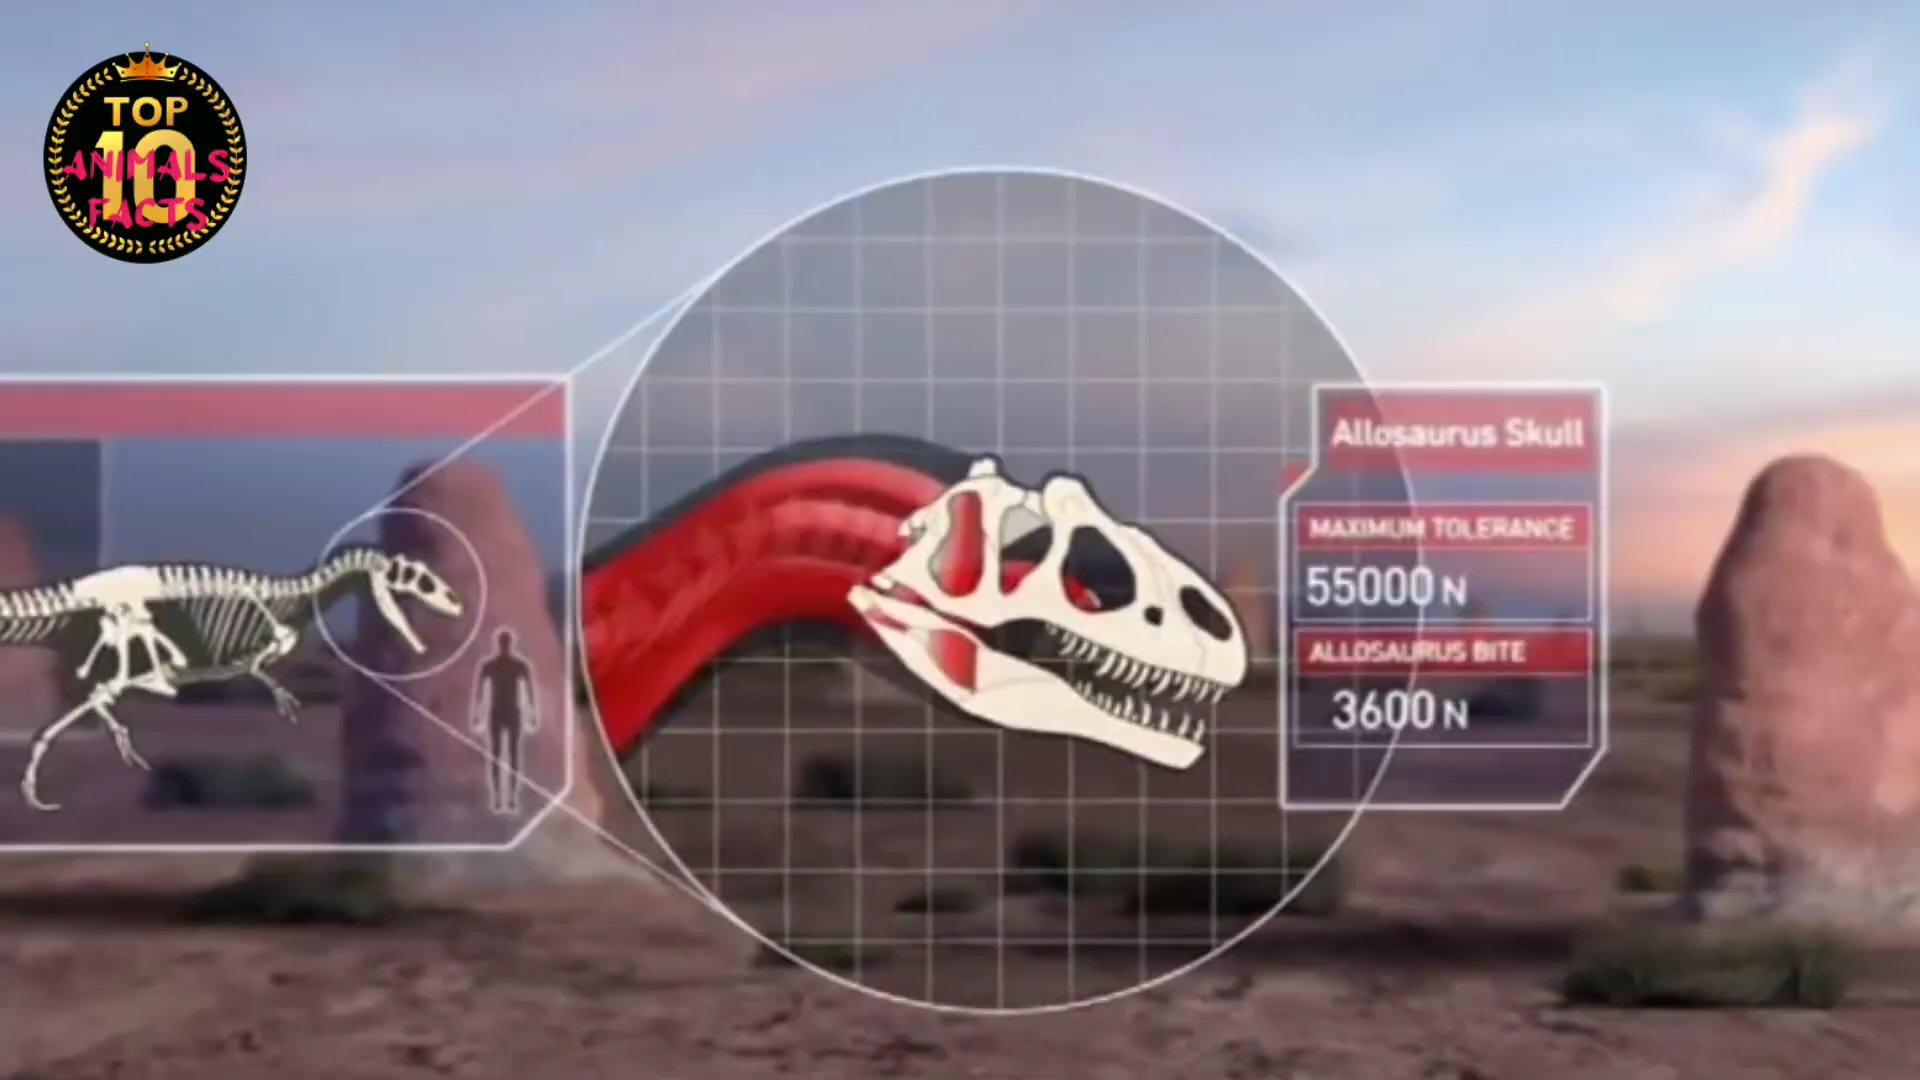 TOP
10
ANIMALS
FACTS
Allosaurus Skull
MAXIMUM TOLERANCE
55000 N
ALLOSAURUS BITE
3600 N